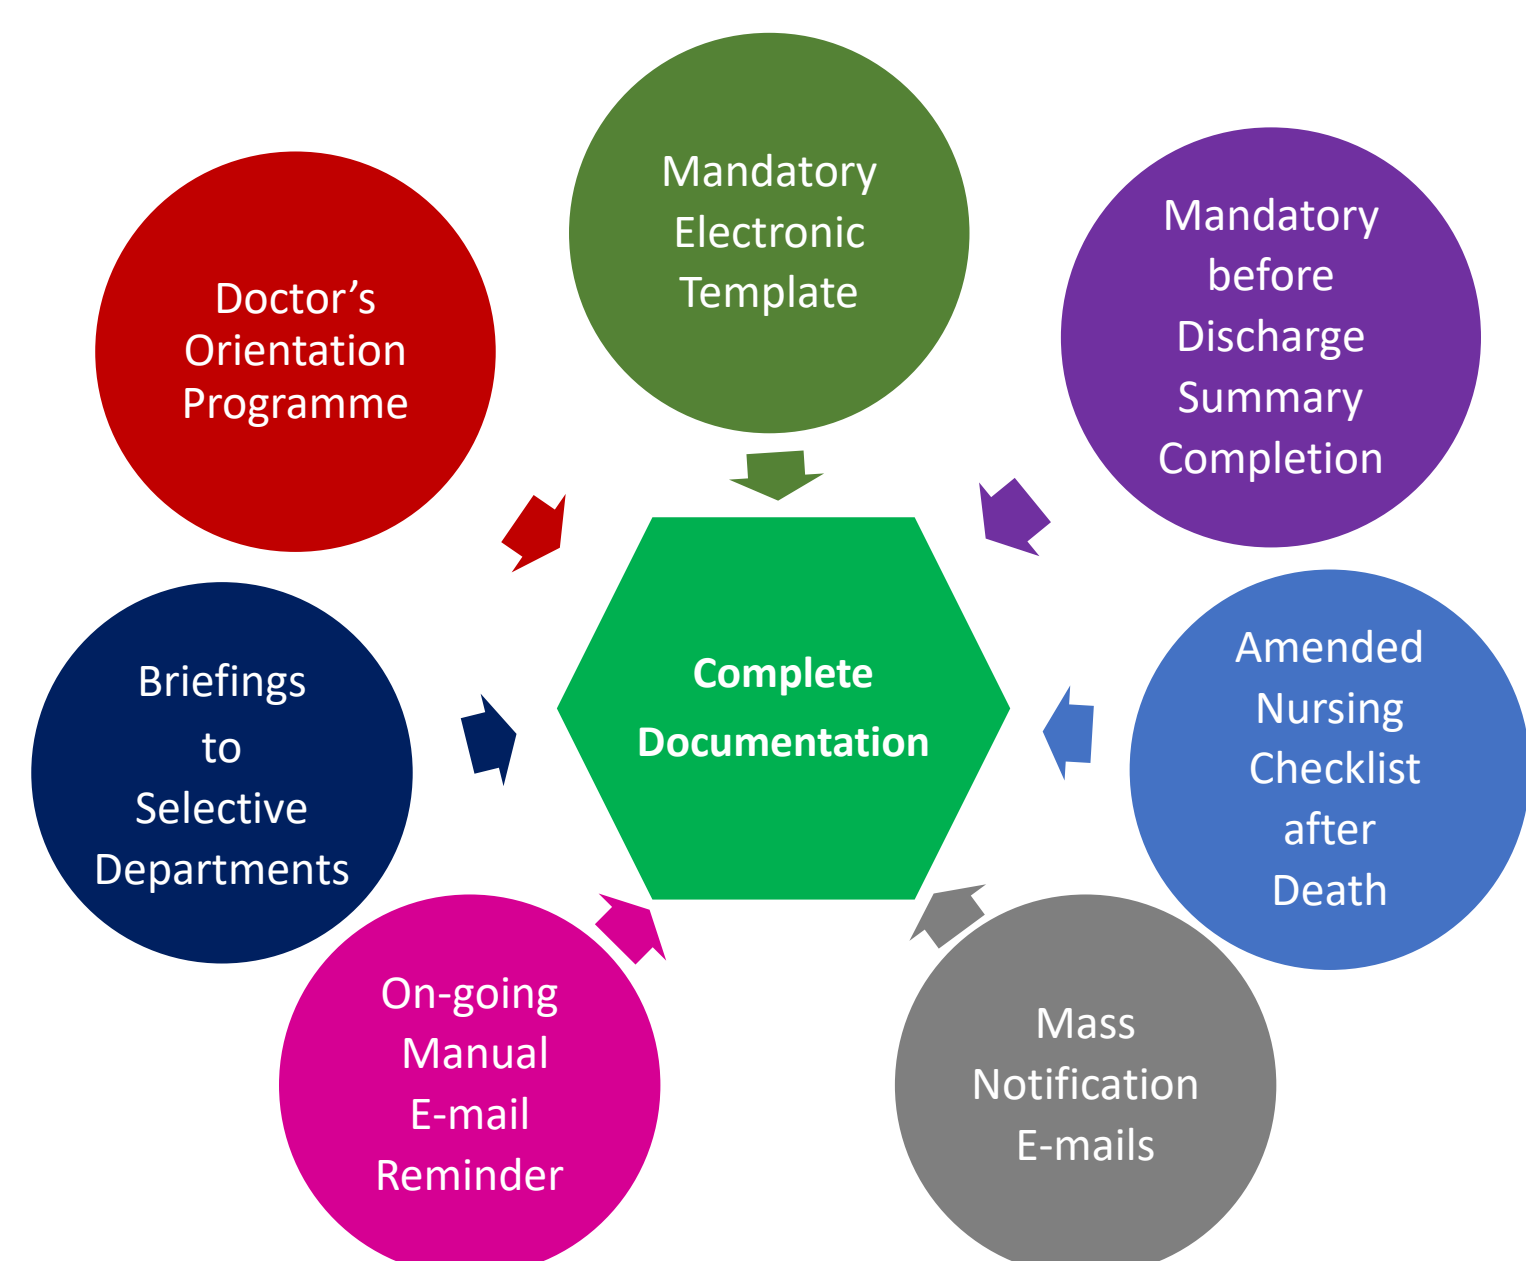 Mandatory
Electronic
Template
Mandatory
before
Discharge
Summary
Completion
Doctor’s
Orientation
Programme
Complete
Documentation
Briefings
to
Selective
Departments
Amended
Nursing
Checklist
after
Death
On-going
Manual
E-mail
Reminder
Mass
Notification
E-mails